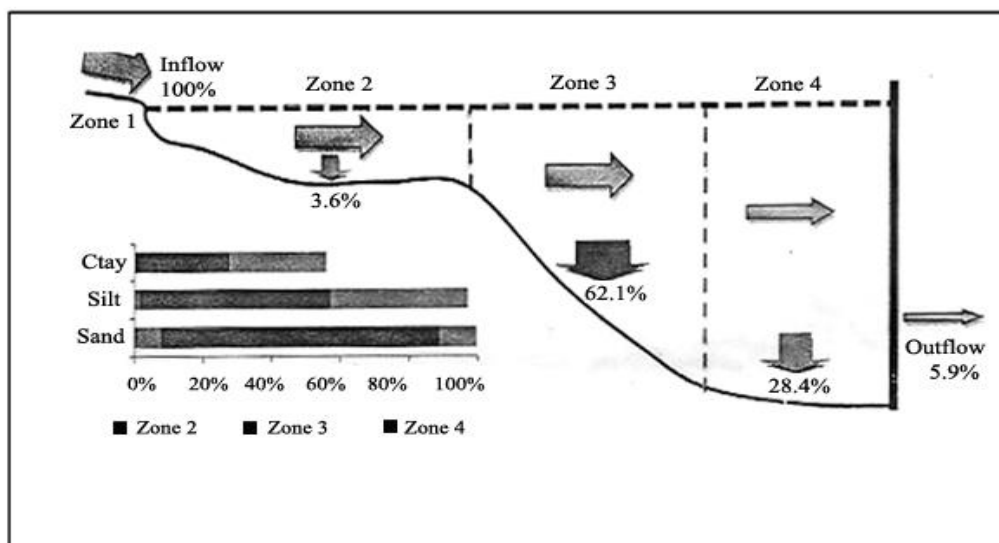 Inflow
100%
Zone 2
Zone 3
Zone 4
Zone 1
3.6%
62.1%
28.4%
Outflow
5.9%
Ctay
Silt
Sand
0% 20% 40% 60% 80% 100%
Zone 2 Zone 3 Zone 4